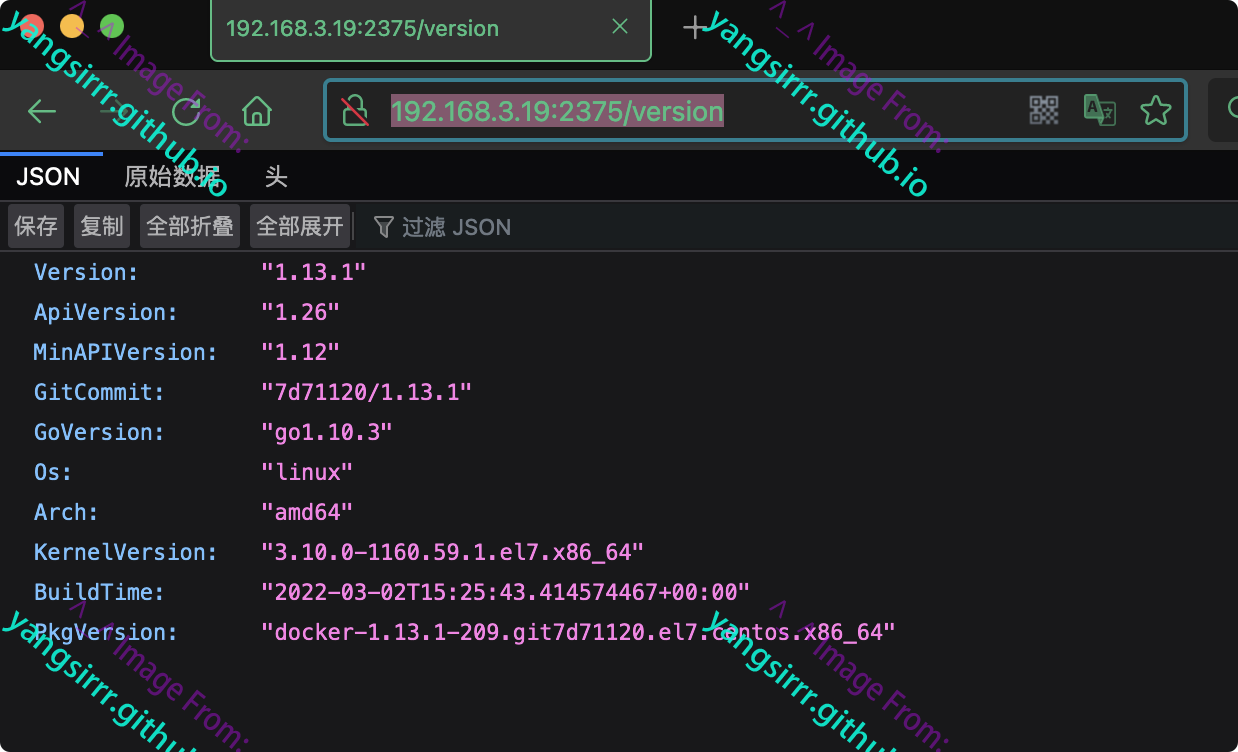 192.168.3.19:2375/version
192.168.3.19:2375/version
JSON 原始数据 头
保存 复制 全部折叠 全部展开 过滤 JSON
Version: "1.13.1"
ApiVersion: "1.26"
MinAPIVersion: "1.12"
GitCommit: "7d71120/1.13.1"
GoVersion: "go1.10.3"
Os: "linux"
Arch: "amd64"
KernelVersion: "3.10.0-1160.59.1.el7.x86_64"
BuildTime: "2022-03-02T15:25:43.414574467+00:00"
PkgVersion: "docker-1.13.1-209.git7d71120.el7.centos.x86_64"
^_^Image From:
yangsirrr.github.io
^_^Image From:
yangsirrr.github.io
^_^Image From:
yangsirrr.github
^_^Image From:
yangsirrr.github